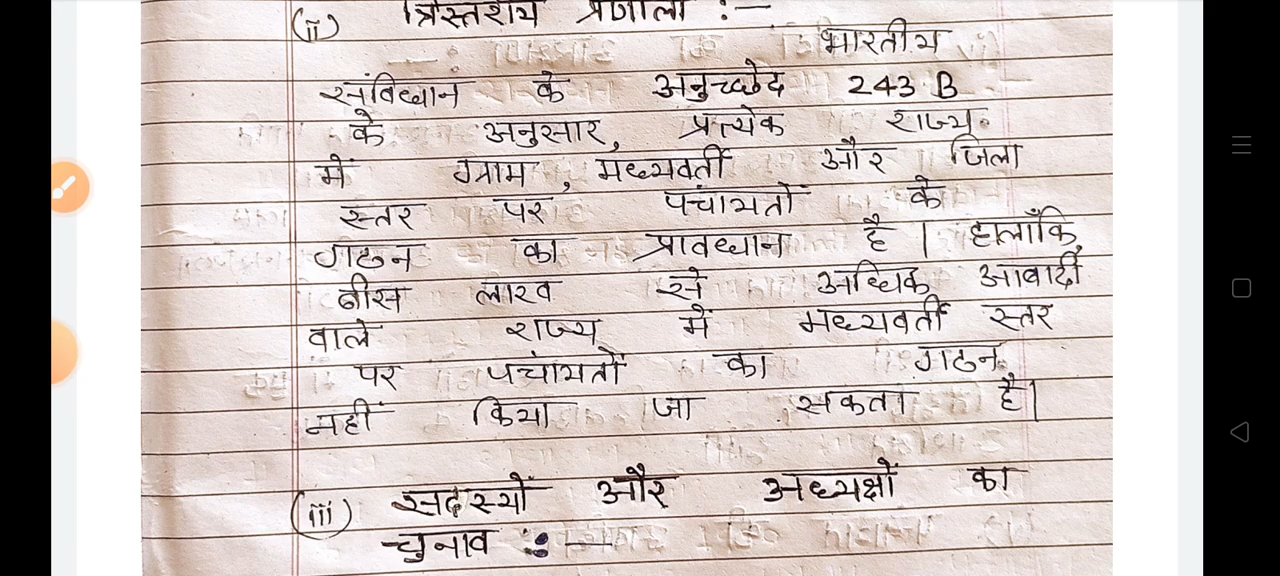 (ii) त्रिस्तरीय प्रणाली :—
भारतीय
संविधान के अनुच्छेद 243 B
के अनुसार, प्रत्येक राज्य
में ग्राम, मध्यवर्ती और जिला
स्तर पर पंचायतों के
गठन का प्रावधान है। हालाँकि,
बीस लाख से अधिक आबादी
वाले राज्य में मध्यवर्ती स्तर
पर पंचायतों का गठन
नहीं किया जा सकता है।
(iii) सदस्यों और अध्यक्षों का
चुनाव :—